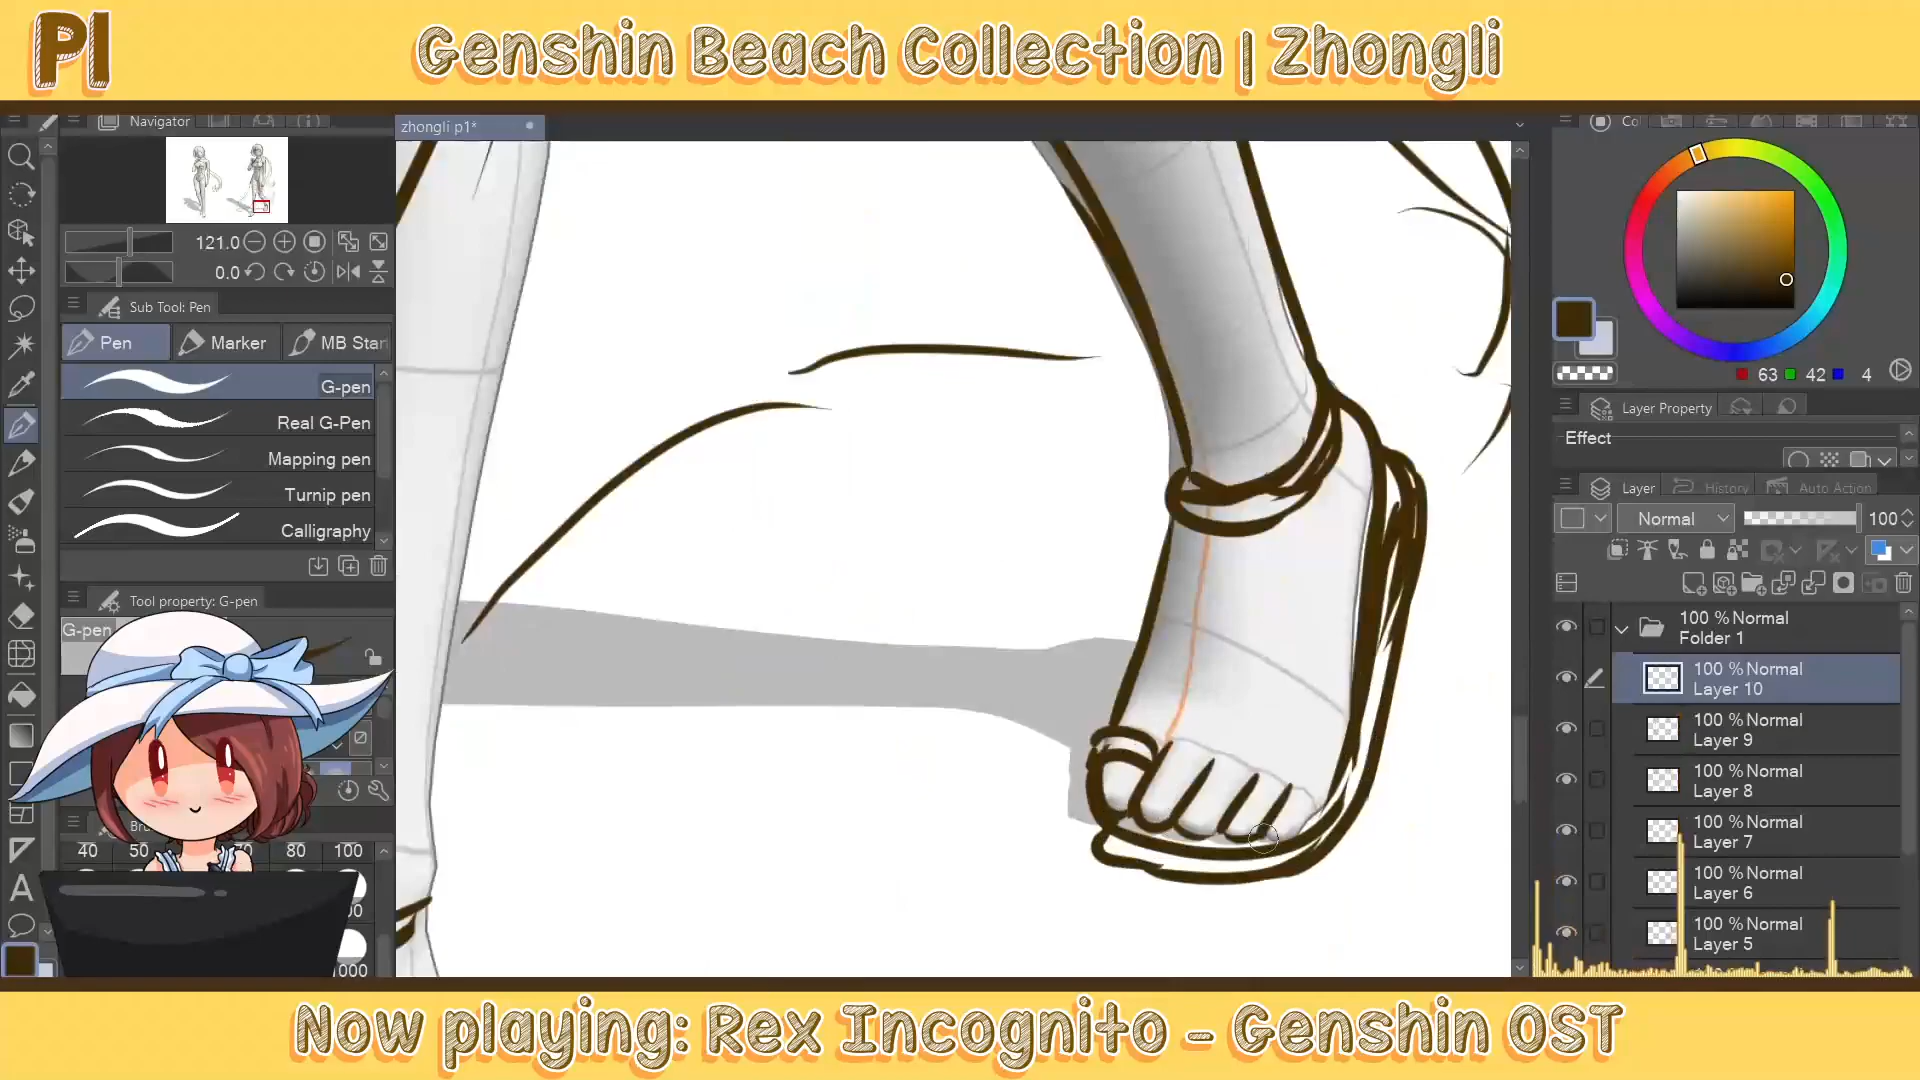 P1
Genshin Beach Collection | Zhongli
Navigator
zhongli p1*
121.0
0.0
Sub Tool: Pen
Pen
Marker
MB Star
G-pen
Real G-Pen
Mapping pen
Turnip pen
Calligraphy
Tool property: G-pen
G-pen
40 50 70 80 100
63 42 4
Layer Property
Effect
Layer History Auto Action
Normal 100
100 % Normal
Folder 1
100 % Normal
Layer 10
100 % Normal
Layer 9
100 % Normal
Layer 8
100 % Normal
Layer 7
100 % Normal
Layer 6
100 % Normal
Layer 5
Now playing: Rex Incognito - Genshin OST